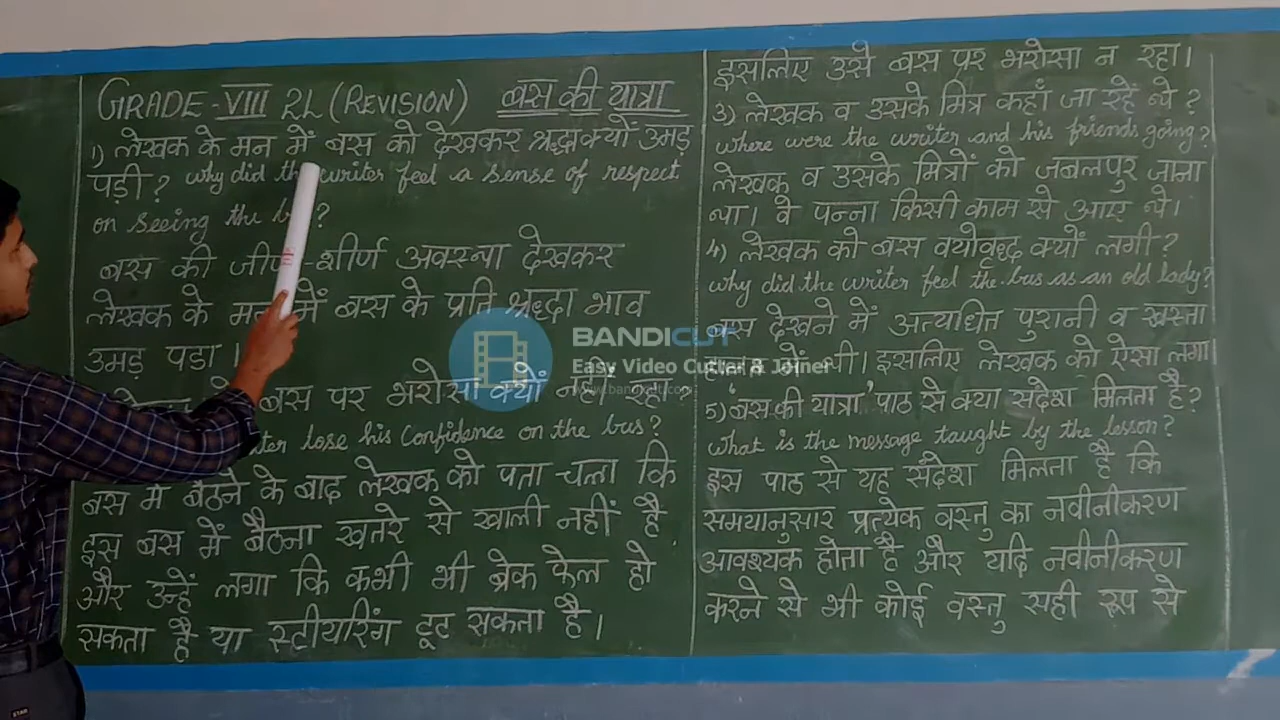 GRADE-VIII 2L (REVISION) बस की यात्रा
1) लेखक के मन में बस को देखकर श्रद्धा क्यों उमड़
पड़ी? why did the writer feel a sense of respect
on seeing the ?
बस की जीर्ण-शीर्ण अवस्था देखकर
लेखक के मन में बस के प्रति श्रद्धा भाव
उमड़ पडा ।
बस पर भरोसा क्यों नहीं रहा?
lose his confidence on the bus?
बस में बैठने के बाद लेखक को पता चला कि
इस बस में बैठना खतरे से खाली नहीं है
और उन्हें लगा कि कभी भी ब्रेक फेल हो
सकता है या स्टीयरिंग टूट सकता है।
इसलिए उसे बस पर भरोसा न रहा।
3) लेखक व उसके मित्र कहाँ जा रहें थे?
where were the writer and his friends going?
लेखक व उसके मित्रों को जबलपुर जाना
था। वे पन्ना किसी काम से आए थे।
4) लेखक को बस वयोवृद्ध क्यों लगी?
why did the writer feel the bus as an old lady?
बस देखने में अत्यधित पुरानी व खस्ता
थी। इसलिए लेखक को ऐसा लगा
5) 'बस की यात्रा' पाठ से क्या संदेश मिलता है?
what is the message taught by the lesson?
इस पाठ से यह संदेश मिलता है कि
समयानुसार प्रत्येक वस्तु का नवीनीकरण
आवश्यक होता है और यदि नवीनीकरण
करने से भी कोई वस्तु सही रूप से
BANDICUT
Easy Video Cutter & Joiner